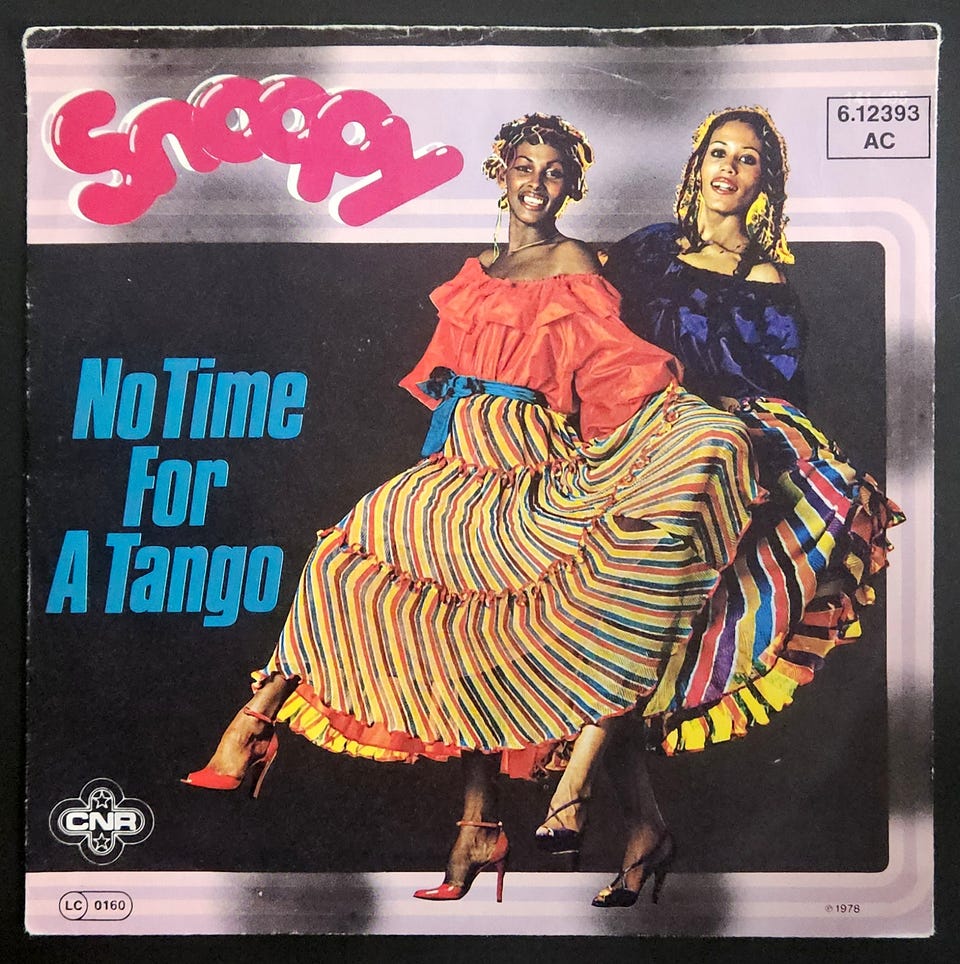 Snoopy
6.12393
AC
No Time
For
A Tango
CNR
LC 0160
℗ 1978